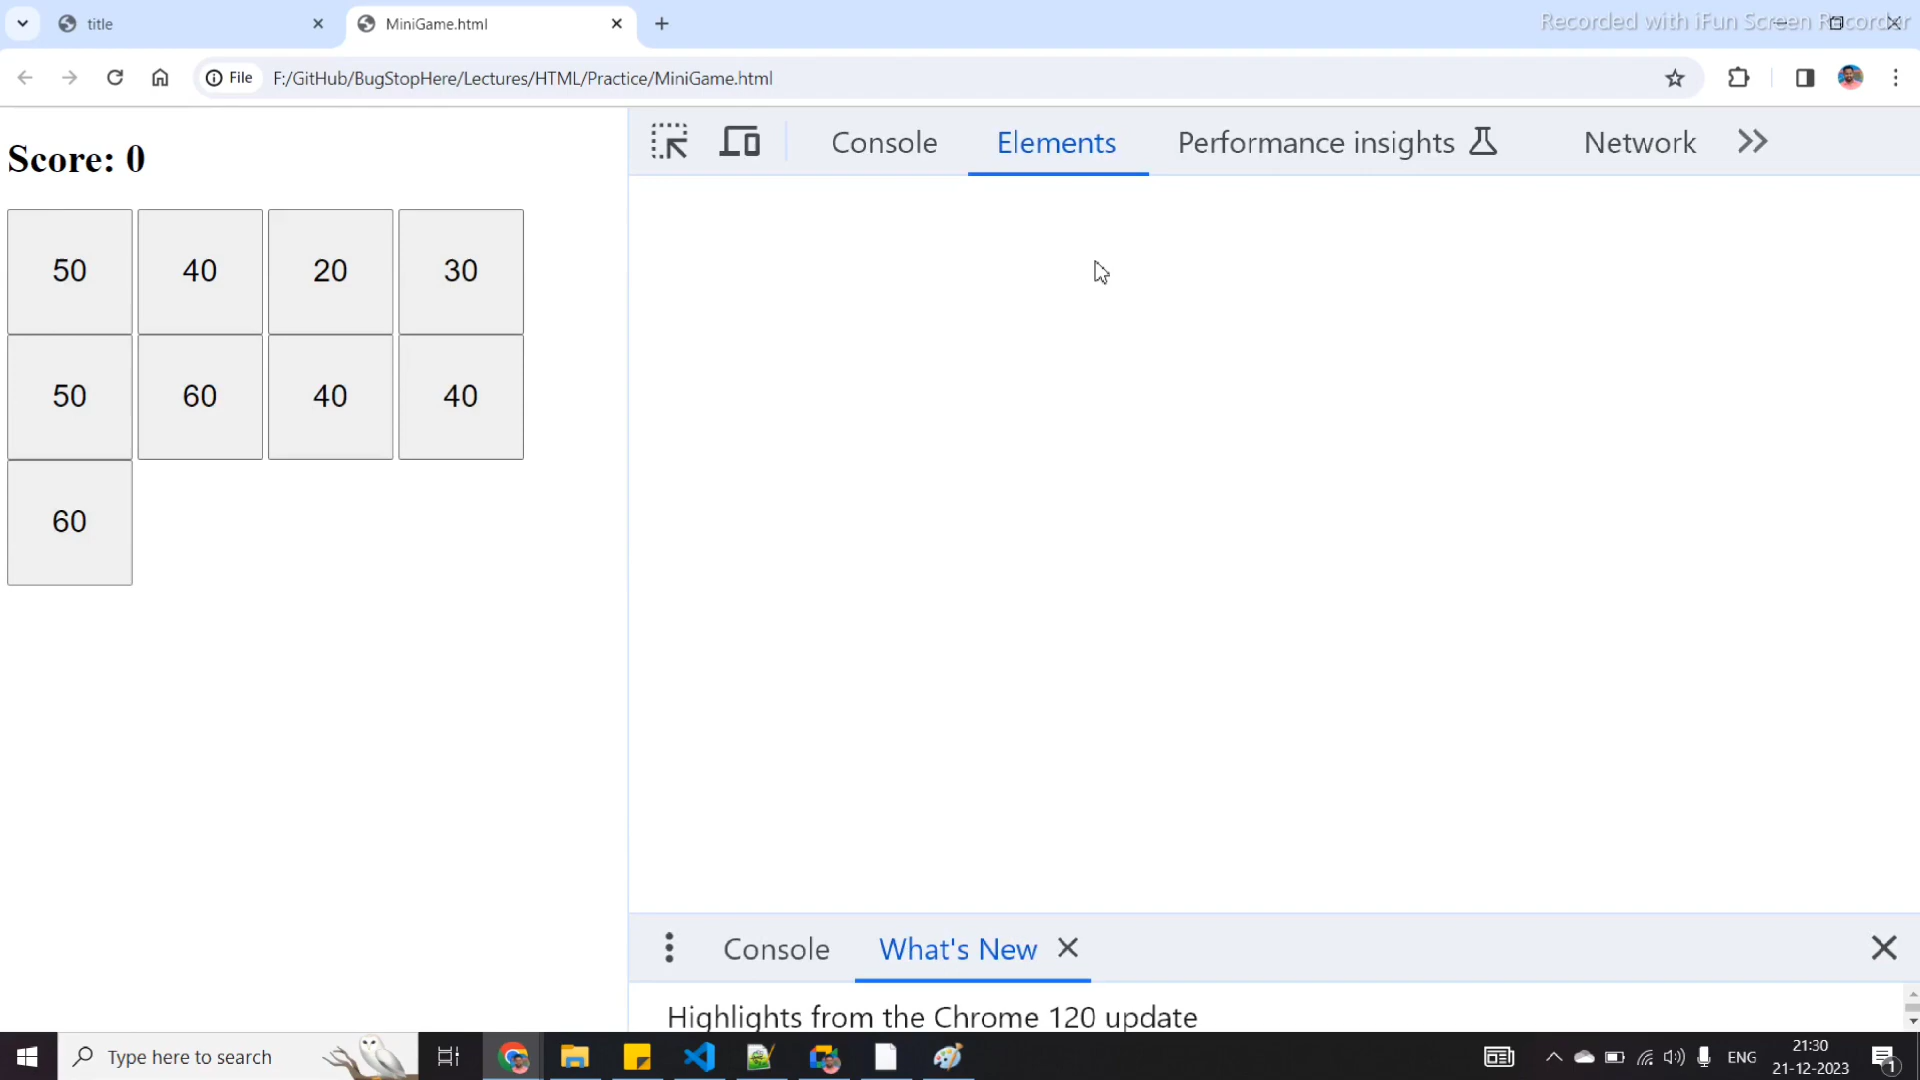 title
MiniGame.html
Recorded with iFun Screen Recorder
File
F:/GitHub/BugStopHere/Lectures/HTML/Practice/MiniGame.html
Score: 0
50 40 20 30
50 60 40 40
60
Console Elements Performance insights Network
Console What's New
Highlights from the Chrome 120 update
Type here to search
ENG
21:30
21-12-2023
1